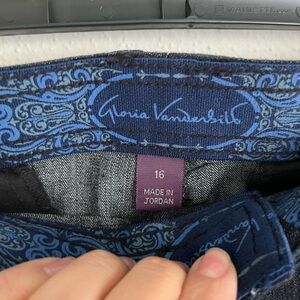 Gloria Vanderbilt
16
MADE IN
JORDAN